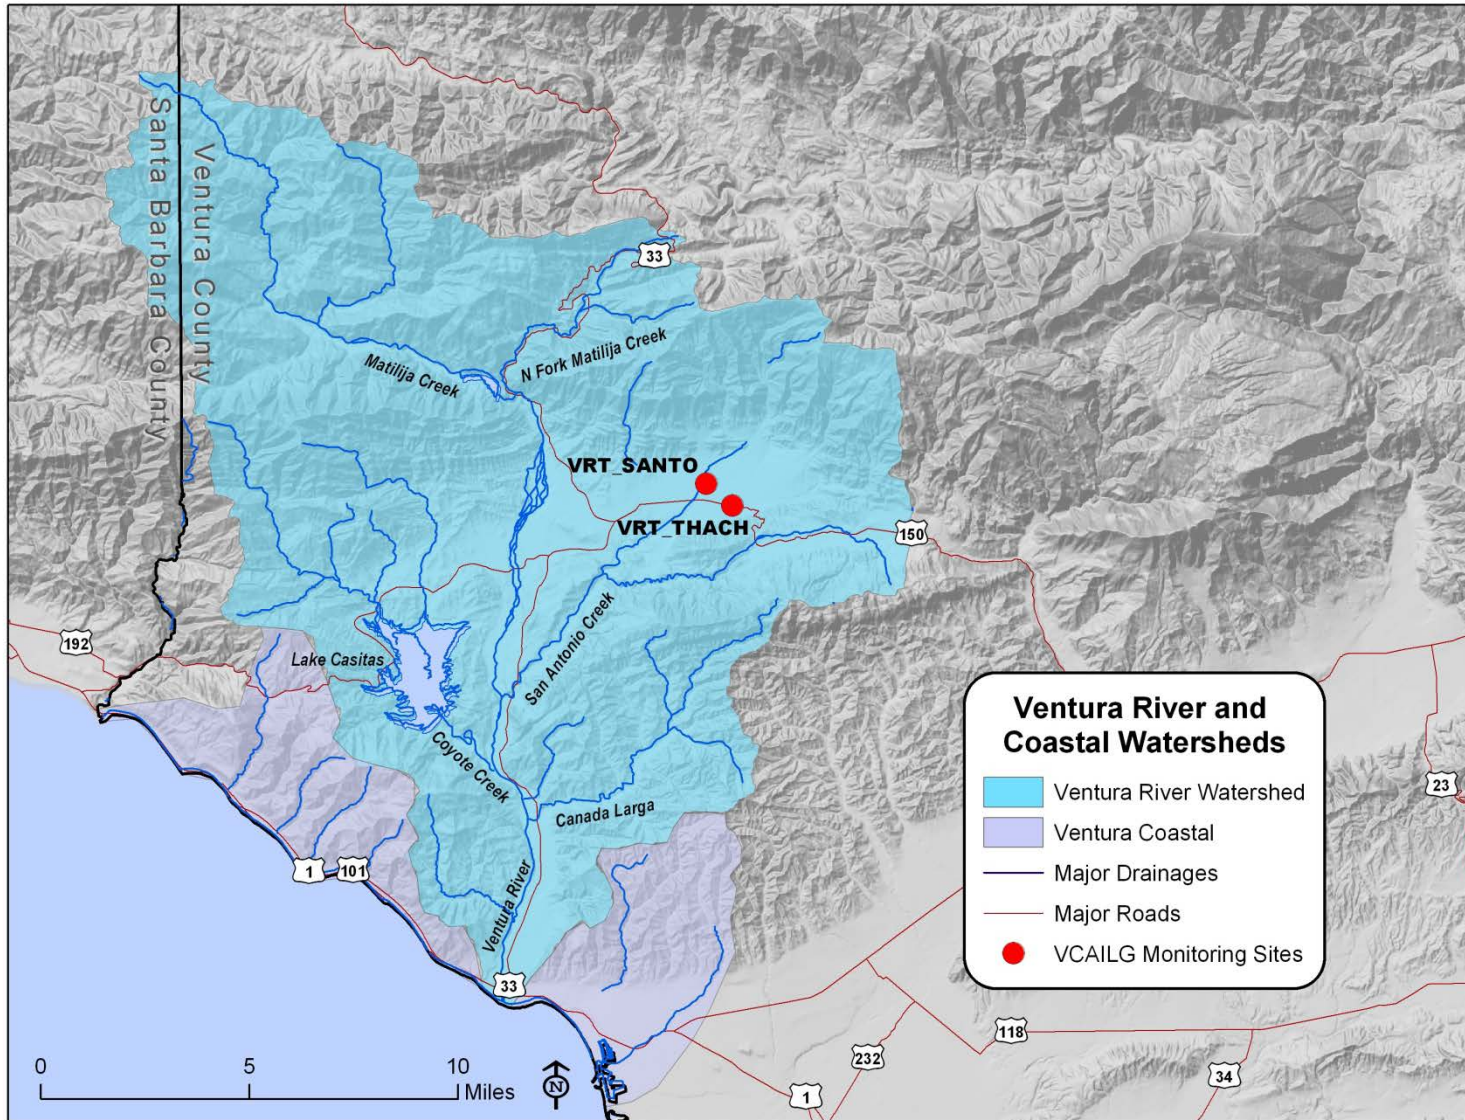 Santa Barbara County
Ventura County
33
N Fork Matilija Creek
Matilija Creek
VRT_SANTO
VRT_THACH
150
192
Lake Casitas
San Antonio Creek
Coyote Creek
Canada Larga
Ventura River
1
101
33
Ventura River and
Coastal Watersheds
Ventura River Watershed
Ventura Coastal
Major Drainages
Major Roads
VCAILG Monitoring Sites
23
118
232
34
1
0
5
10
Miles
N